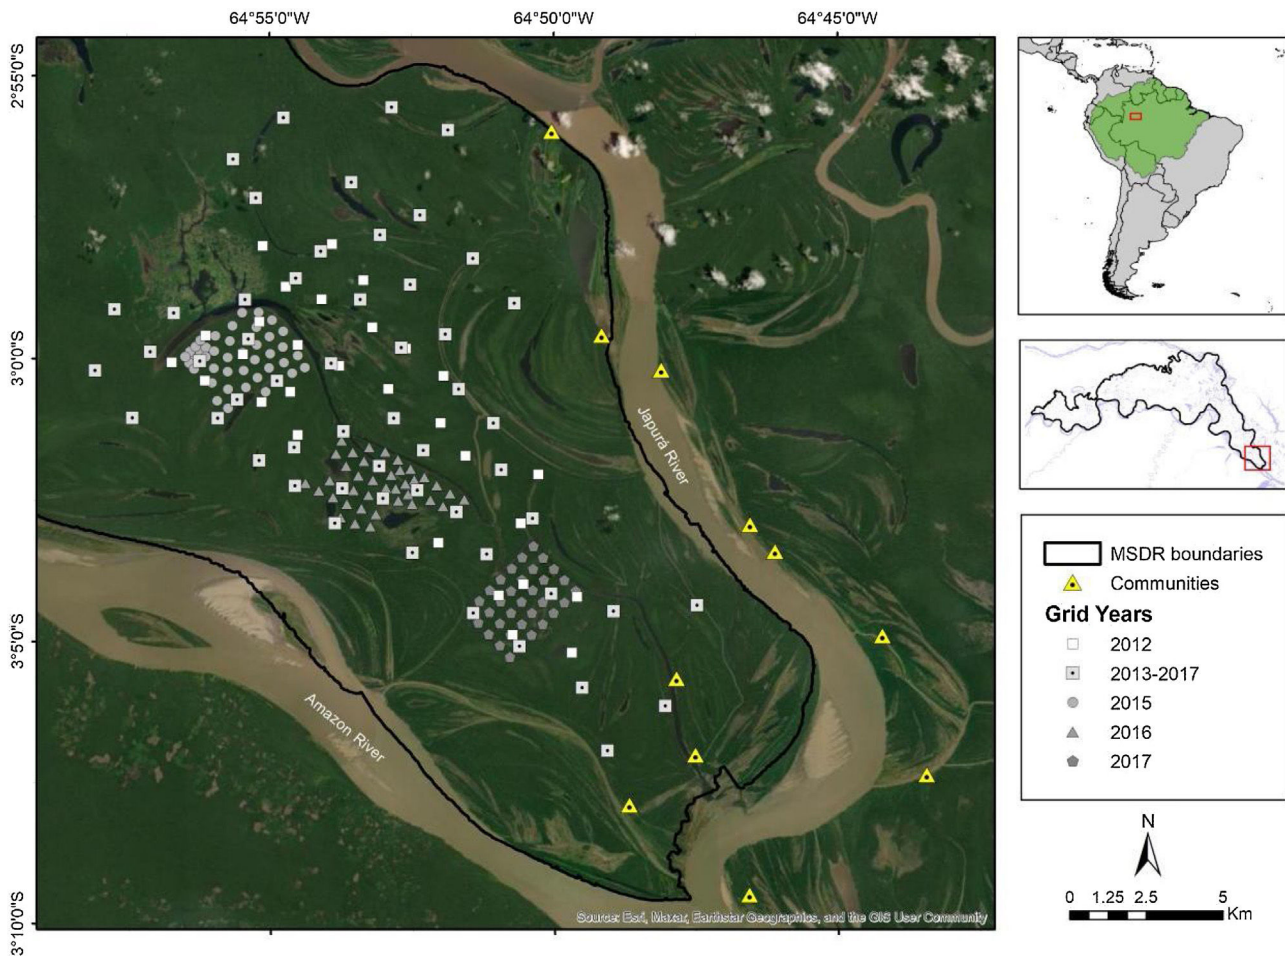 64°55'0"W
64°50'0"W
64°45'0"W
2°55'0"S
3°0'0"S
3°5'0"S
3°10'0"S
Japurá River
Amazon River
Source: Esri, Maxar, Earthstar Geographics, and the GIS User Community
MSDR boundaries
Communities
Grid Years
2012
2013-2017
2015
2016
2017
N
0 1.25 2.5 5
Km